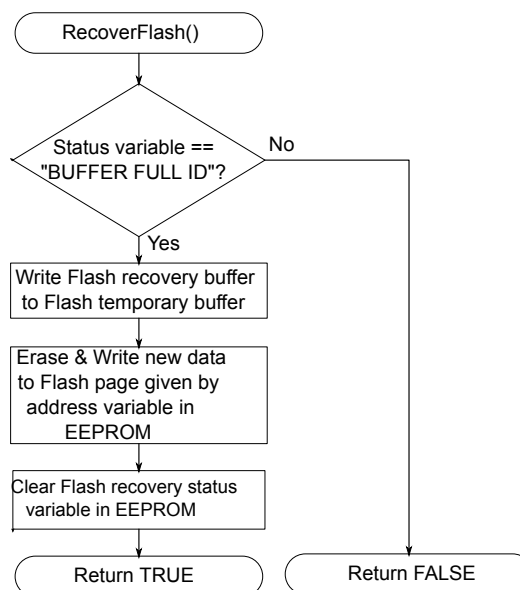 RecoverFlash()
Status variable ==
"BUFFER FULL ID"?
No
Yes
Write Flash recovery buffer
to Flash temporary buffer
Erase & Write new data
to Flash page given by
address variable in
EEPROM
Clear Flash recovery status
variable in EEPROM
Return TRUE
Return FALSE